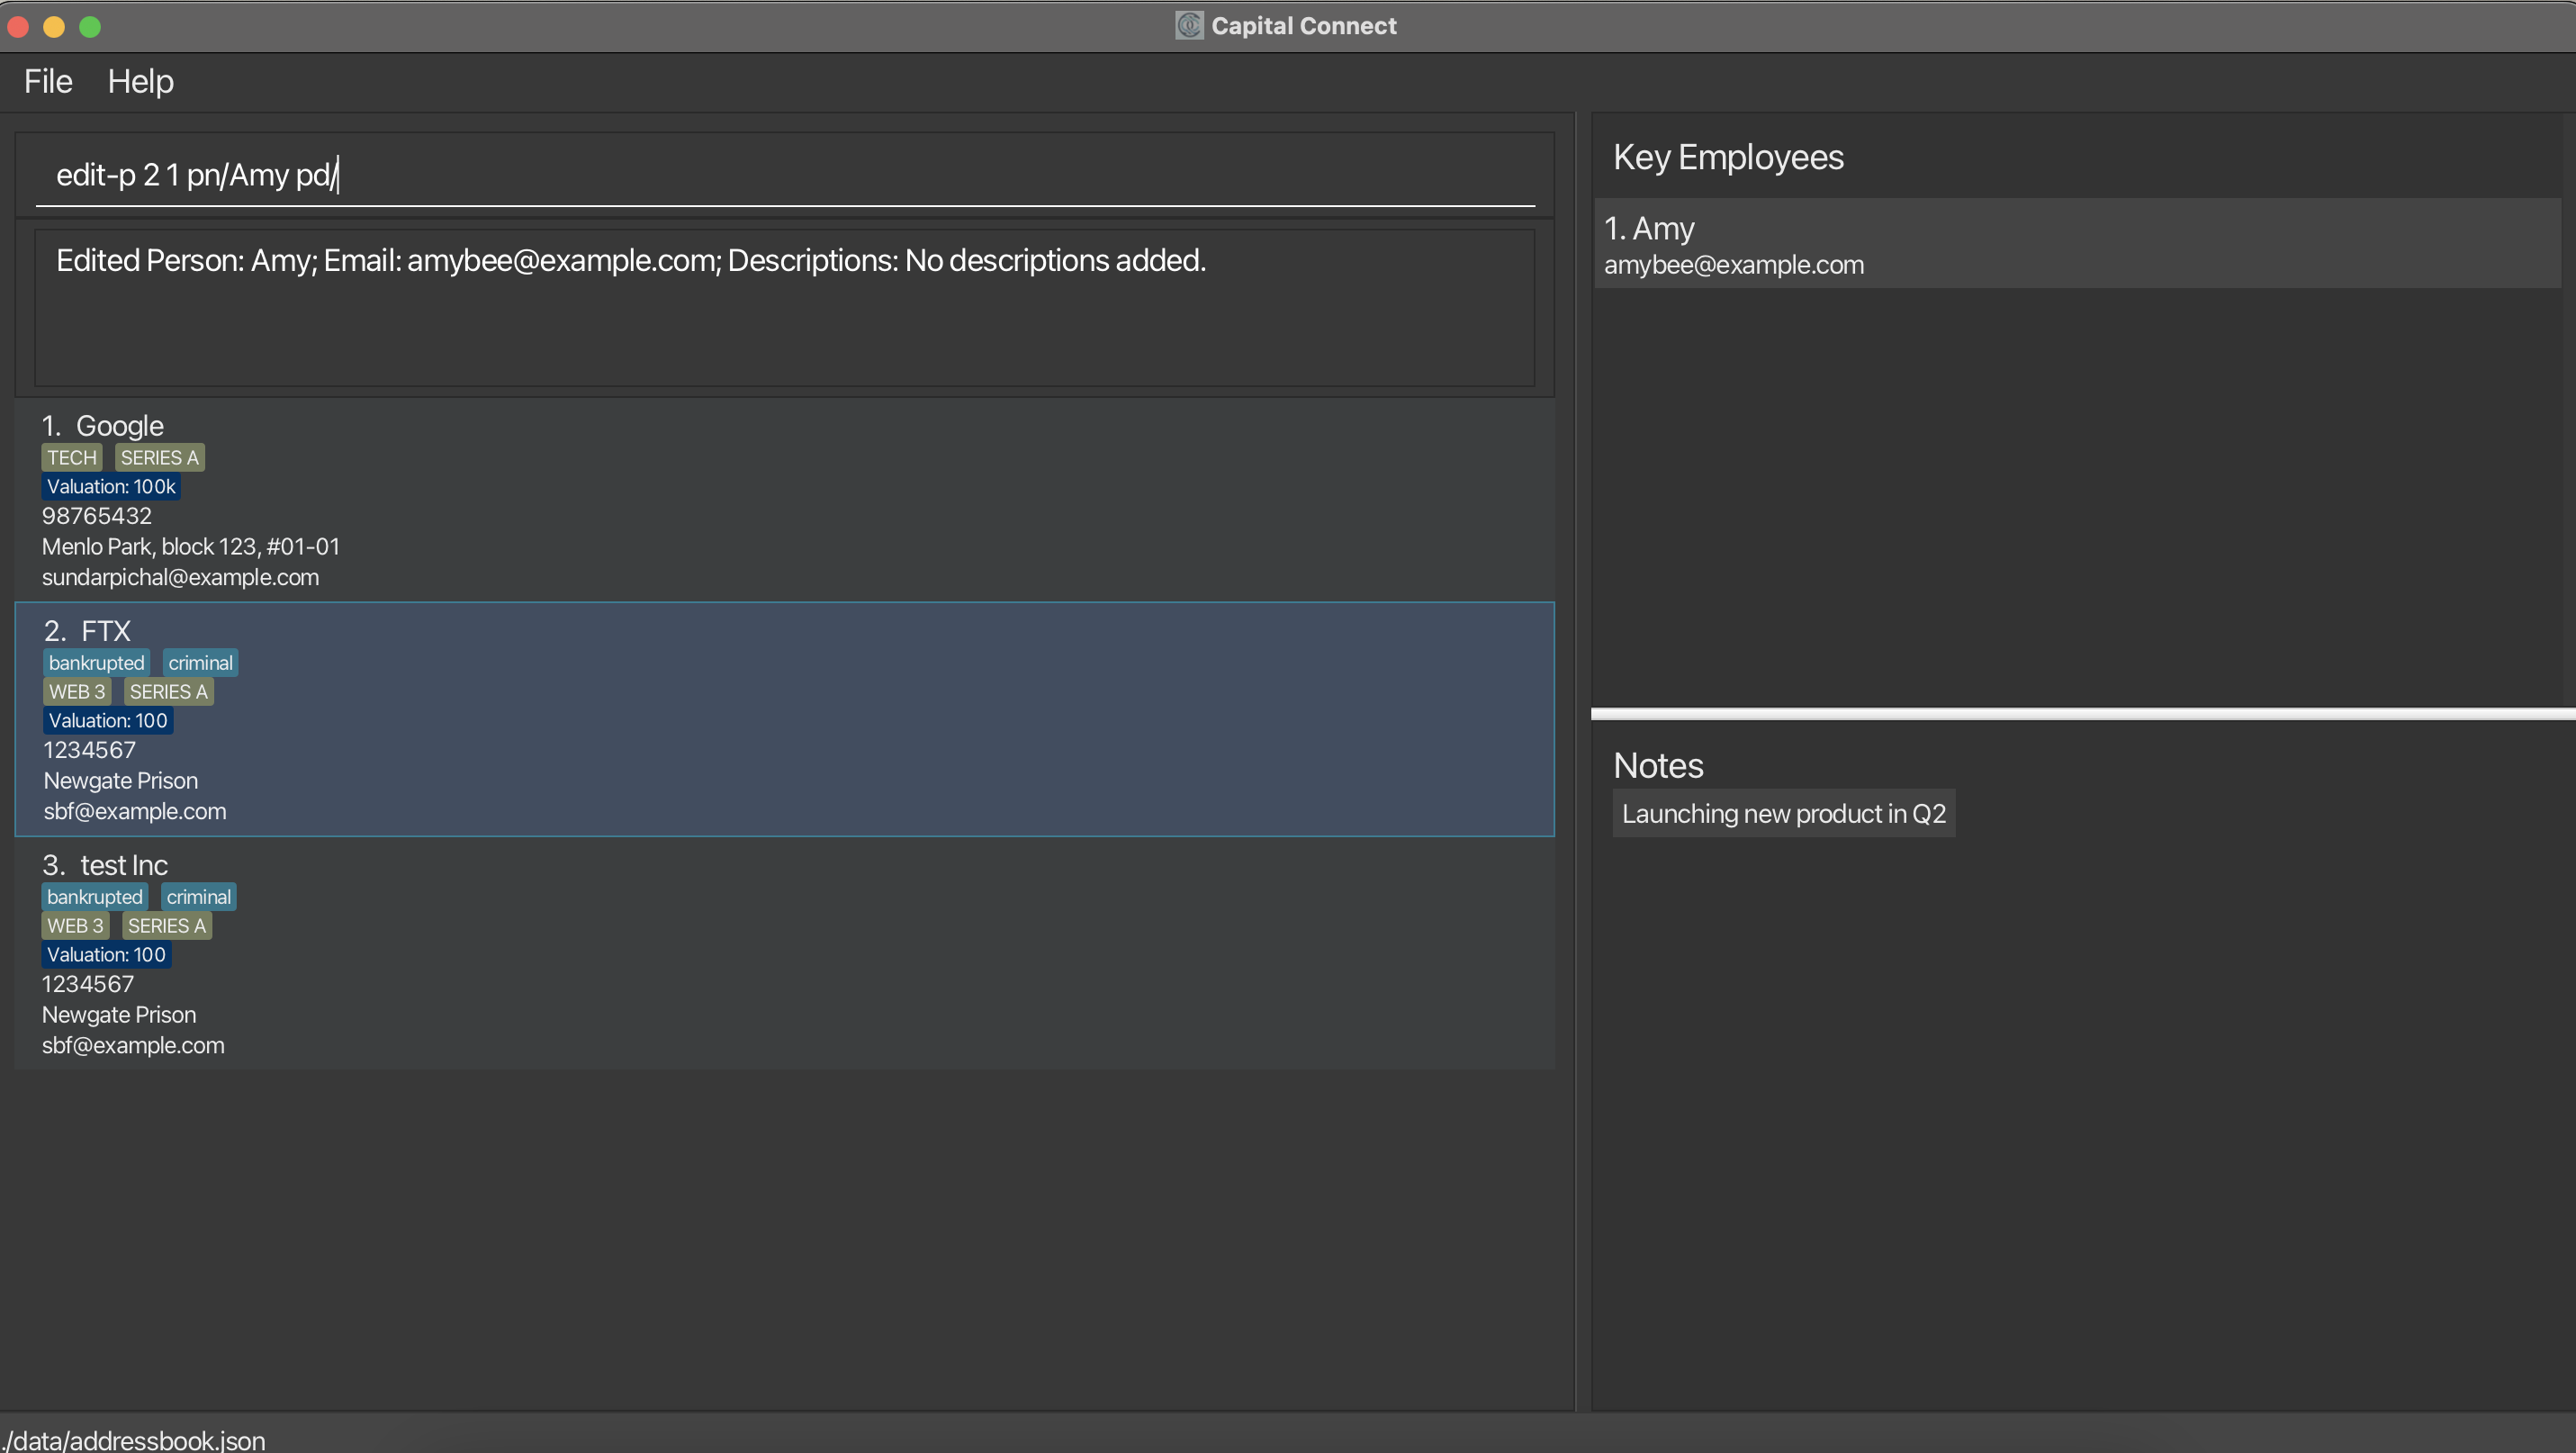 Capital Connect
File Help
edit-p 2 1 pn/Amy pd/
Edited Person: Amy; Email: amybee@example.com; Descriptions: No descriptions added.
1. Google
TECH SERIES A
Valuation: 100k
98765432
Menlo Park, block 123, #01-01
sundarpichal@example.com
2. FTX
bankrupted criminal
WEB 3 SERIES A
Valuation: 100
1234567
Newgate Prison
sbf@example.com
3. test Inc
bankrupted criminal
WEB 3 SERIES A
Valuation: 100
1234567
Newgate Prison
sbf@example.com
Key Employees
1. Amy
amybee@example.com
Notes
Launching new product in Q2
./data/addressbook.json